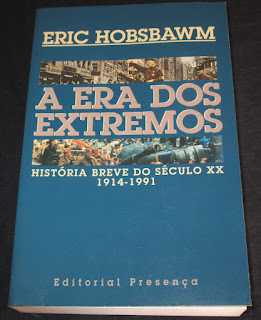 ERIC HOBSBAWM
A ERA DOS
EXTREMOS
HISTÓRIA BREVE DO SÉCULO XX
1914-1991
Editorial Presença